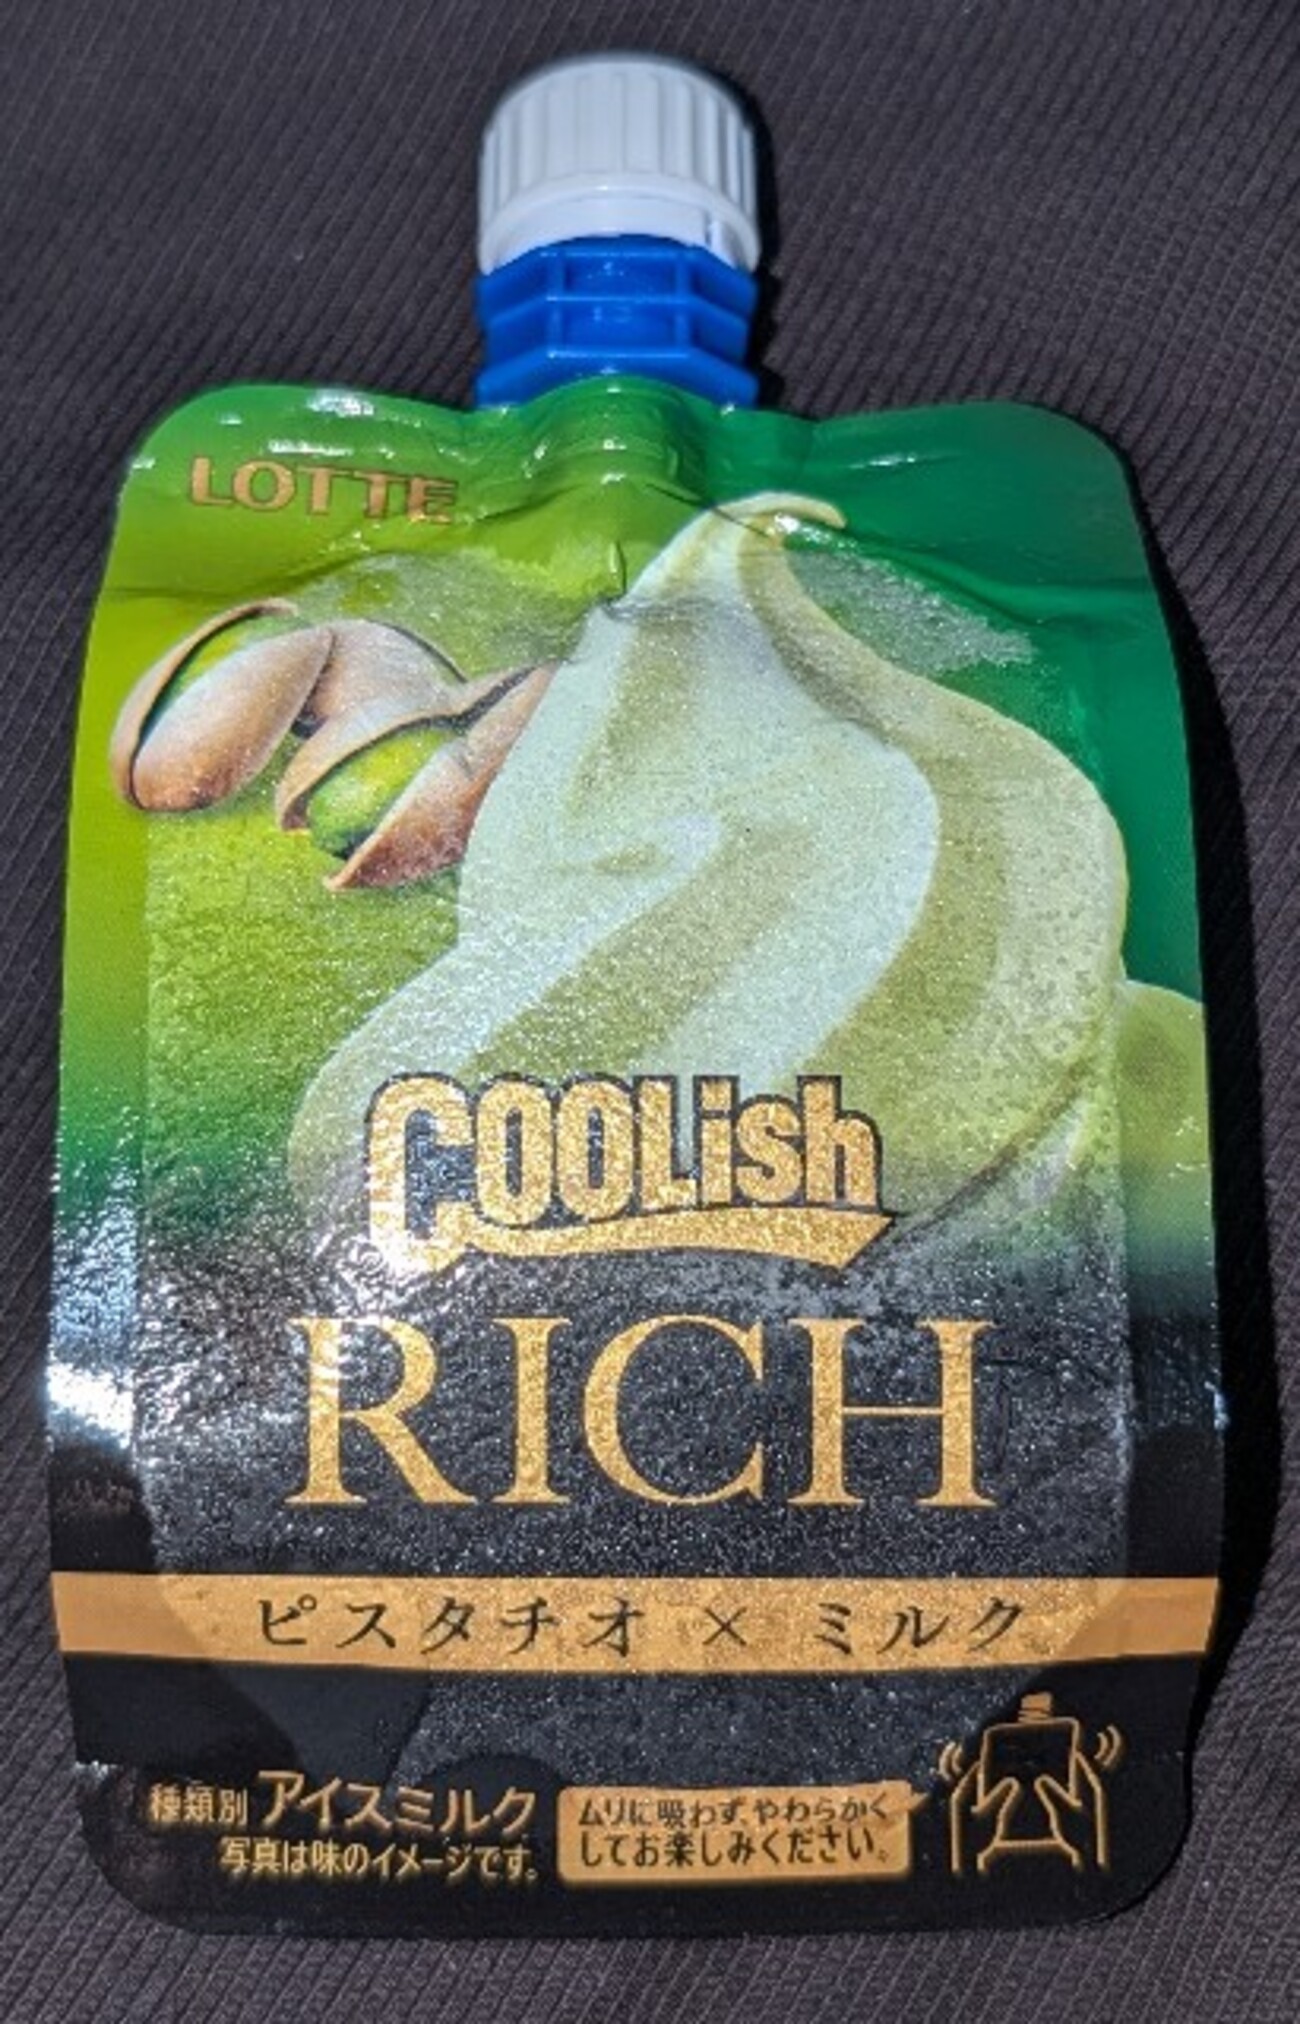 LOTTE
COOLish
RICH
ピスタチオ × ミルク
種類別 アイスミルク
写真は味のイメージです。
ムリに吸わず、やわらかく
してお楽しみください。